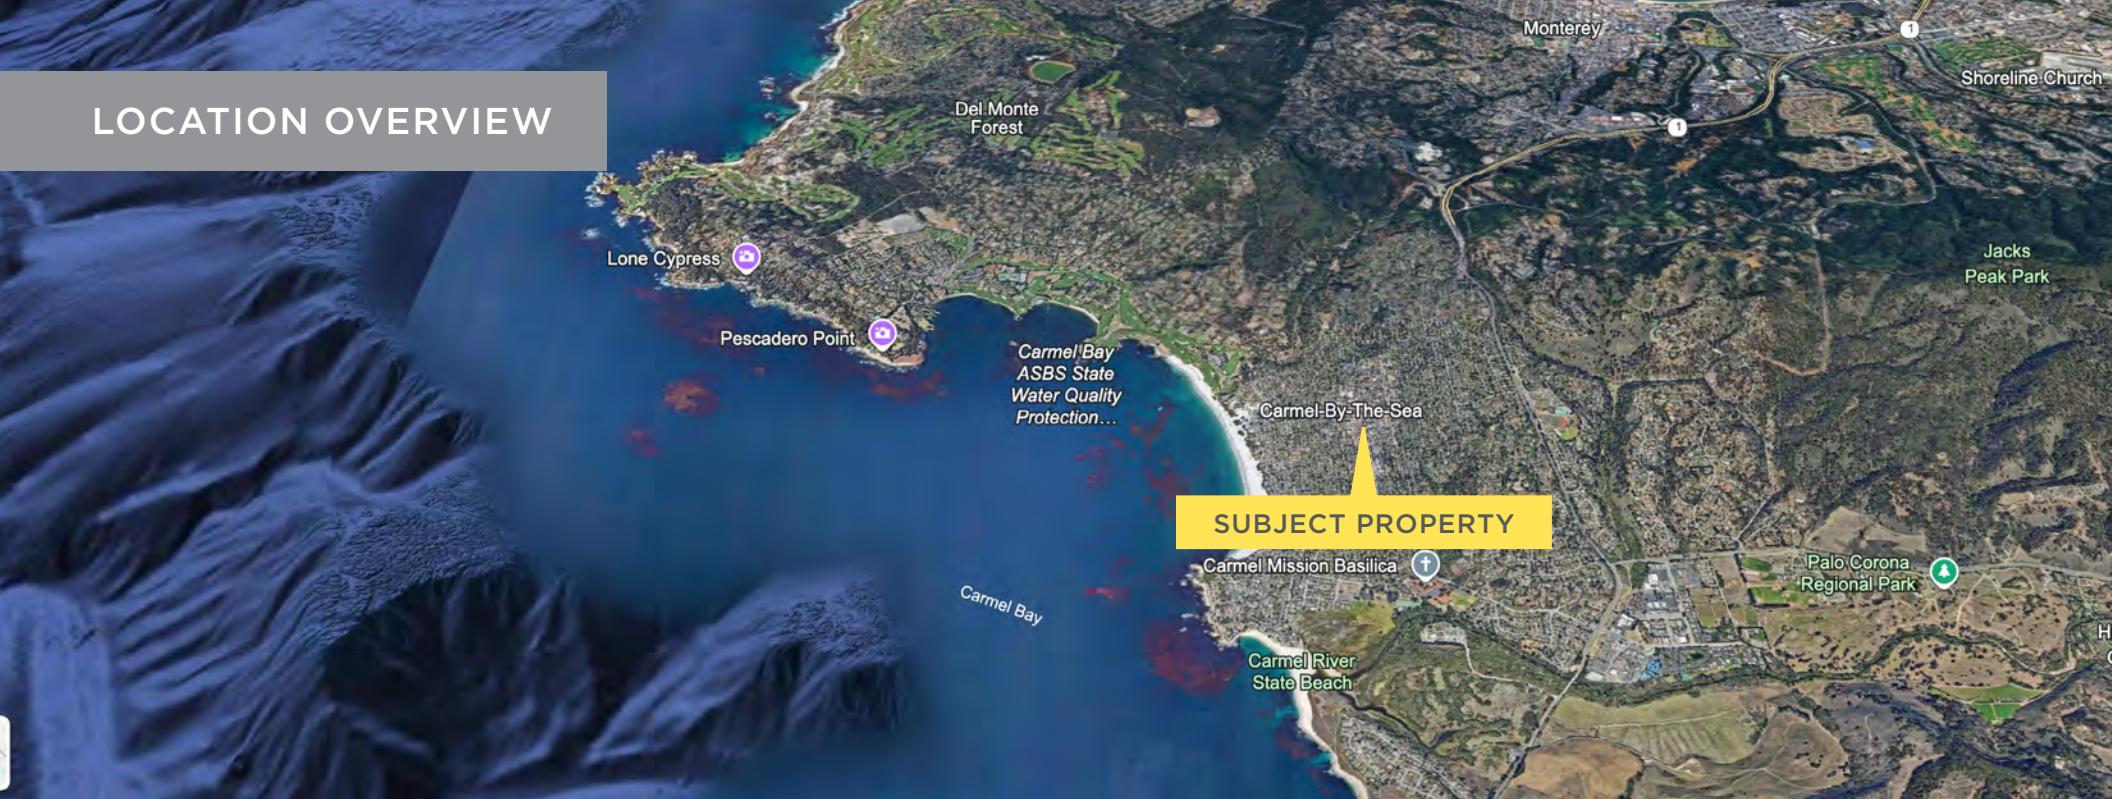 LOCATION OVERVIEW
Monterey
1
Shoreline Church
Del Monte
Forest
1
Jacks
Peak Park
Lone Cypress
Pescadero Point
Carmel Bay
ASBS State
Water Quality
Protection...
Carmel-By-The-Sea
SUBJECT PROPERTY
Carmel Mission Basilica
Palo Corona
Regional Park
Carmel Bay
Carmel River
State Beach